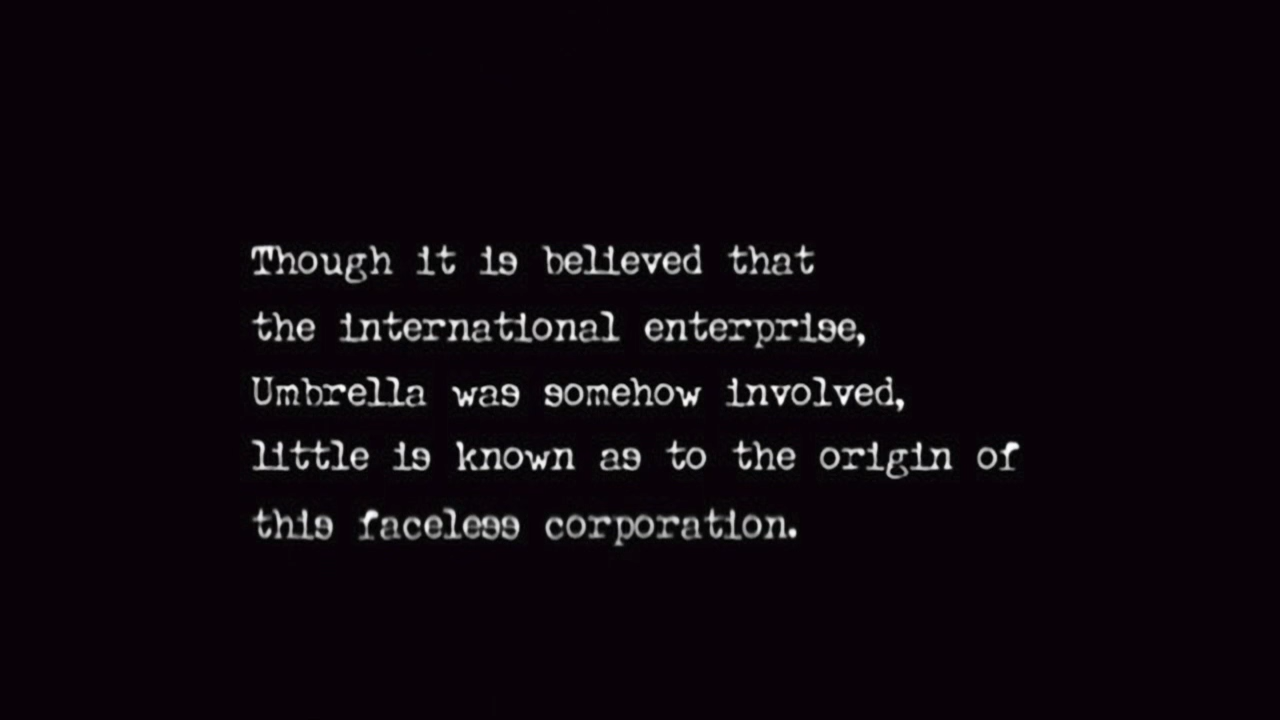 Though it is believed that
the international enterprise,
Umbrella was somehow involved,
little is known as to the origin of
this faceless corporation.